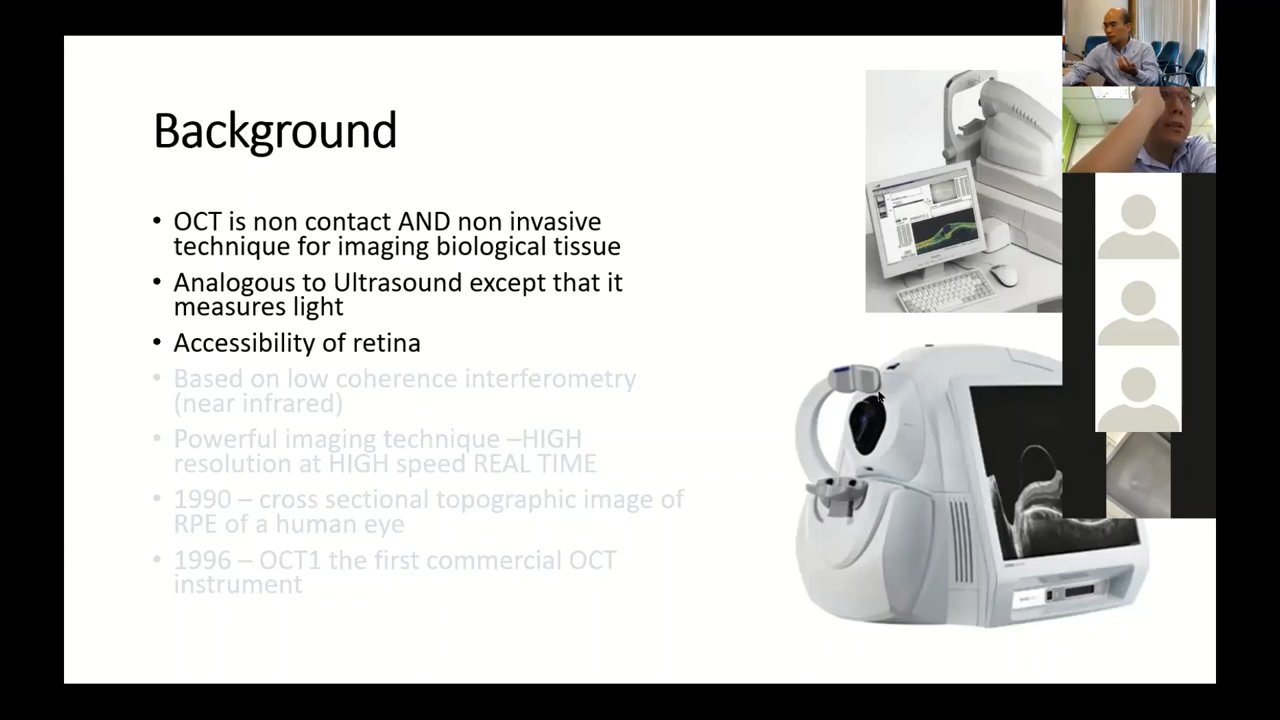 Background
• OCT is non contact AND non invasive
technique for imaging biological tissue
• Analogous to Ultrasound except that it
measures light
• Accessibility of retina
• Based on low coherence interferometry
(near infrared)
• Powerful imaging technique –HIGH
resolution at HIGH speed REAL TIME
• 1990 – cross sectional topographic image of
RPE of a human eye
• 1996 – OCT1 the first commercial OCT
instrument